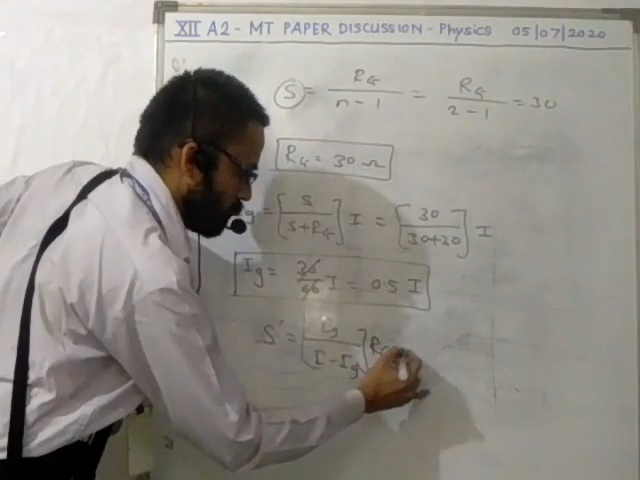 XII A2 - MT PAPER DISCUSSION - Physics 05/07/2020
S = RG / n - 1 = RG / 2 - 1 = 30
RG = 30 Ω
g = [S / S + RG] I = [30 / 30+30] I
Ig = 30 / 60 I = 0.5 I
S' = [Ig / I - Ig] RG